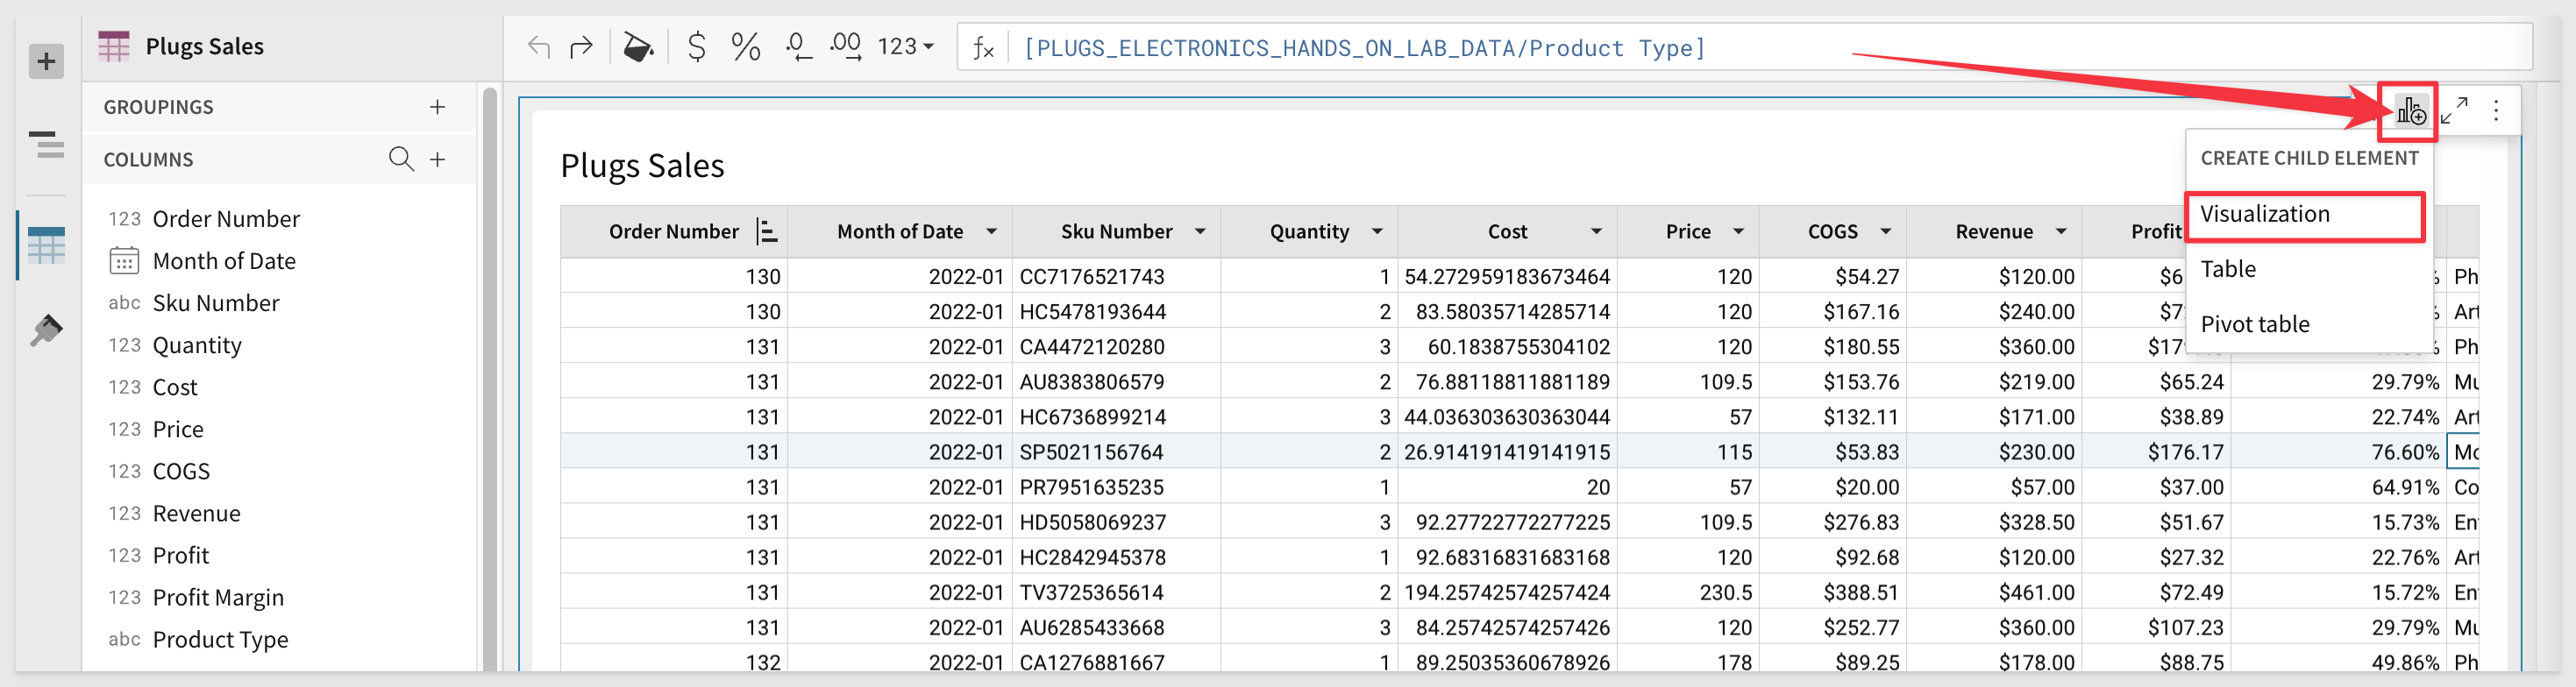 Plugs Sales
$ % .0 .00 123
fx [PLUGS_ELECTRONICS_HANDS_ON_LAB_DATA/Product Type]
GROUPINGS
COLUMNS
123 Order Number
Month of Date
abc Sku Number
123 Quantity
123 Cost
123 Price
123 COGS
123 Revenue
123 Profit
123 Profit Margin
abc Product Type
CREATE CHILD ELEMENT
Visualization
Table
Pivot table
Plugs Sales
Order Number Month of Date Sku Number Quantity Cost Price COGS Revenue Profit
130 2022-01 CC7176521743 1 54.272959183673464 120 $54.27 $120.00 $6 % Ph
130 2022-01 HC5478193644 2 83.58035714285714 120 $167.16 $240.00 $7 % Art
131 2022-01 CA4472120280 3 60.1838755304102 120 $180.55 $360.00 $17 % Ph
131 2022-01 AU8383806579 2 76.88118811881189 109.5 $153.76 $219.00 $65.24 29.79% Mu
131 2022-01 HC6736899214 3 44.036303630363044 57 $132.11 $171.00 $38.89 22.74% Art
131 2022-01 SP5021156764 2 26.914191419141915 115 $53.83 $230.00 $176.17 76.60% Mo
131 2022-01 PR7951635235 1 20 57 $20.00 $57.00 $37.00 64.91% Co
131 2022-01 HD5058069237 3 92.27722772277225 109.5 $276.83 $328.50 $51.67 15.73% En
131 2022-01 HC2842945378 1 92.68316831683168 120 $92.68 $120.00 $27.32 22.76% Art
131 2022-01 TV3725365614 2 194.25742574257424 230.5 $388.51 $461.00 $72.49 15.72% En
131 2022-01 AU6285433668 3 84.25742574257426 120 $252.77 $360.00 $107.23 29.79% Mu
132 2022-01 CA1276881667 1 89.25035360678926 178 $89.25 $178.00 $88.75 49.86% Ph